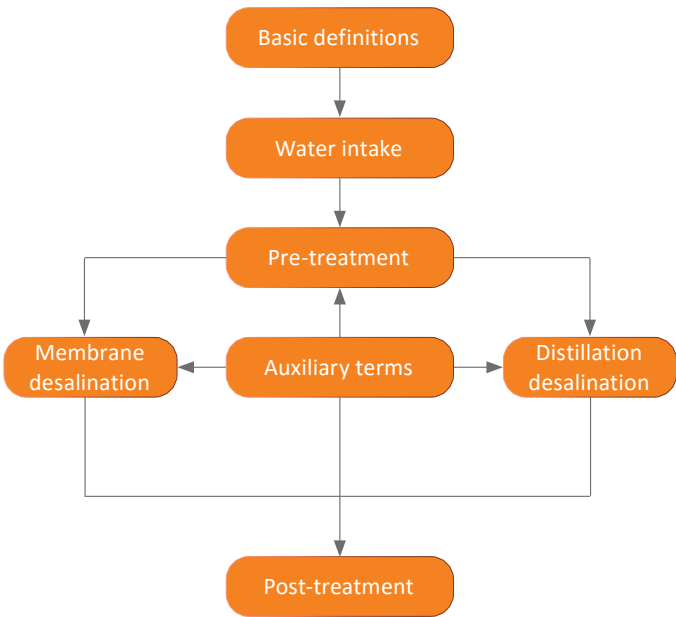 Basic definitions
Water intake
Pre-treatment
Membrane
desalination
Auxiliary terms
Distillation
desalination
Post-treatment